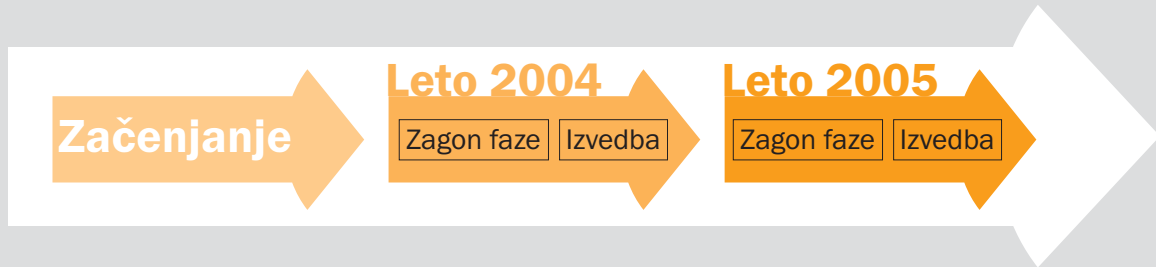 Začenjanje
Leto 2004
Zagon faze
Izvedba
Leto 2005
Zagon faze
Izvedba